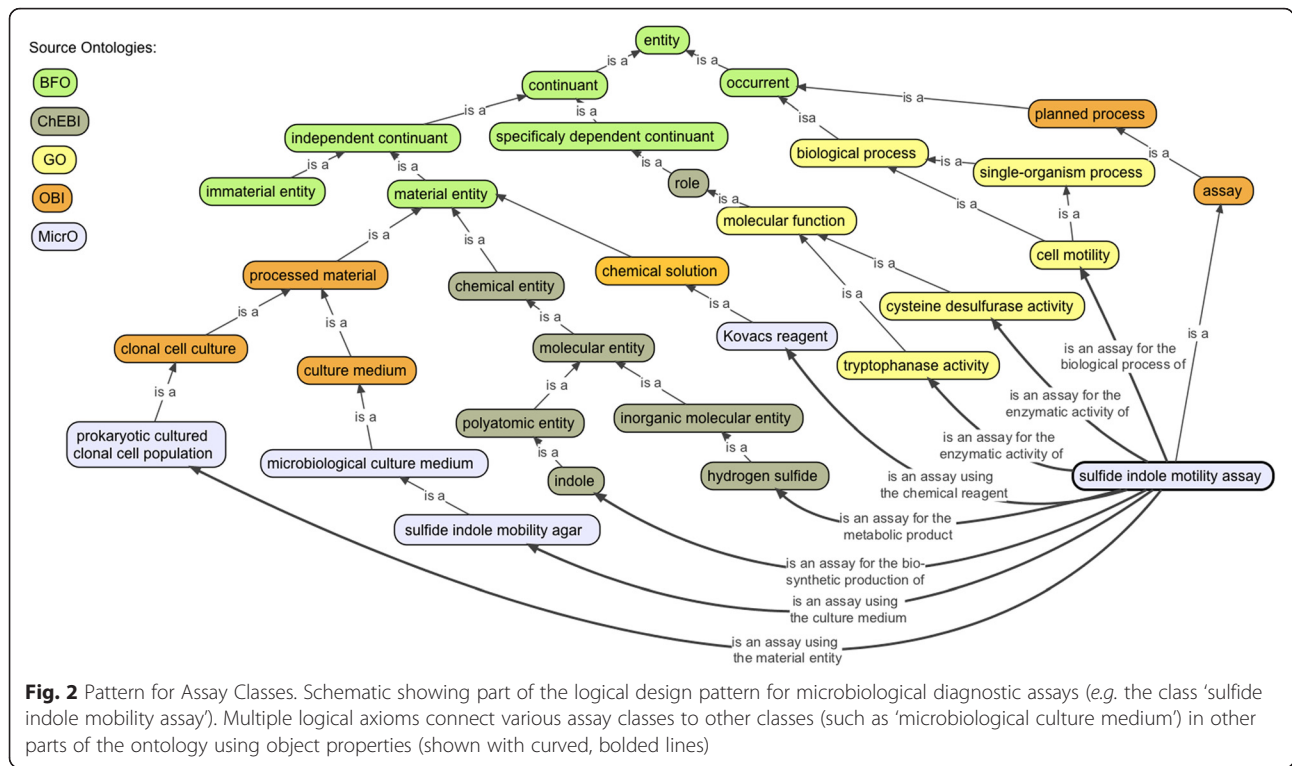 Source Ontologies:
BFO
ChEBI
GO
OBI
MicrO
entity
is a
is a
continuant
occurrent
is a
is a
is a
isa
planned process
independent continuant
specificaly dependent continuant
biological process
is a
is a
is a
is a
is a
single-organism process
immaterial entity
material entity
role
assay
is a
is a
is a
molecular function
is a
is a
is a
cell motility
processed material
chemical entity
chemical solution
is a
is a
is a
is a
is a
is a
cysteine desulfurase activity
is a
clonal cell culture
culture medium
molecular entity
Kovacs reagent
tryptophanase activity
is an assay for the
biological process of
is a
is a
is a
is a
is an assay for the
enzymatic activity of
polyatomic entity
inorganic molecular entity
prokaryotic cultured
clonal cell population
is an assay for the
enzymatic activity of
is a
is a
microbiological culture medium
indole
hydrogen sulfide
is an assay using
the chemical reagent
sulfide indole motility assay
is a
sulfide indole mobility agar
is an assay for the
metabolic product
is an assay for the bio-
synthetic production of
is an assay using
the culture medium
is an assay using
the material entity
Fig. 2 Pattern for Assay Classes. Schematic showing part of the logical design pattern for microbiological diagnostic assays (e.g. the class ‘sulfide
indole mobility assay’). Multiple logical axioms connect various assay classes to other classes (such as ‘microbiological culture medium’) in other
parts of the ontology using object properties (shown with curved, bolded lines)